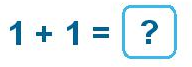 1 + 1 = ?